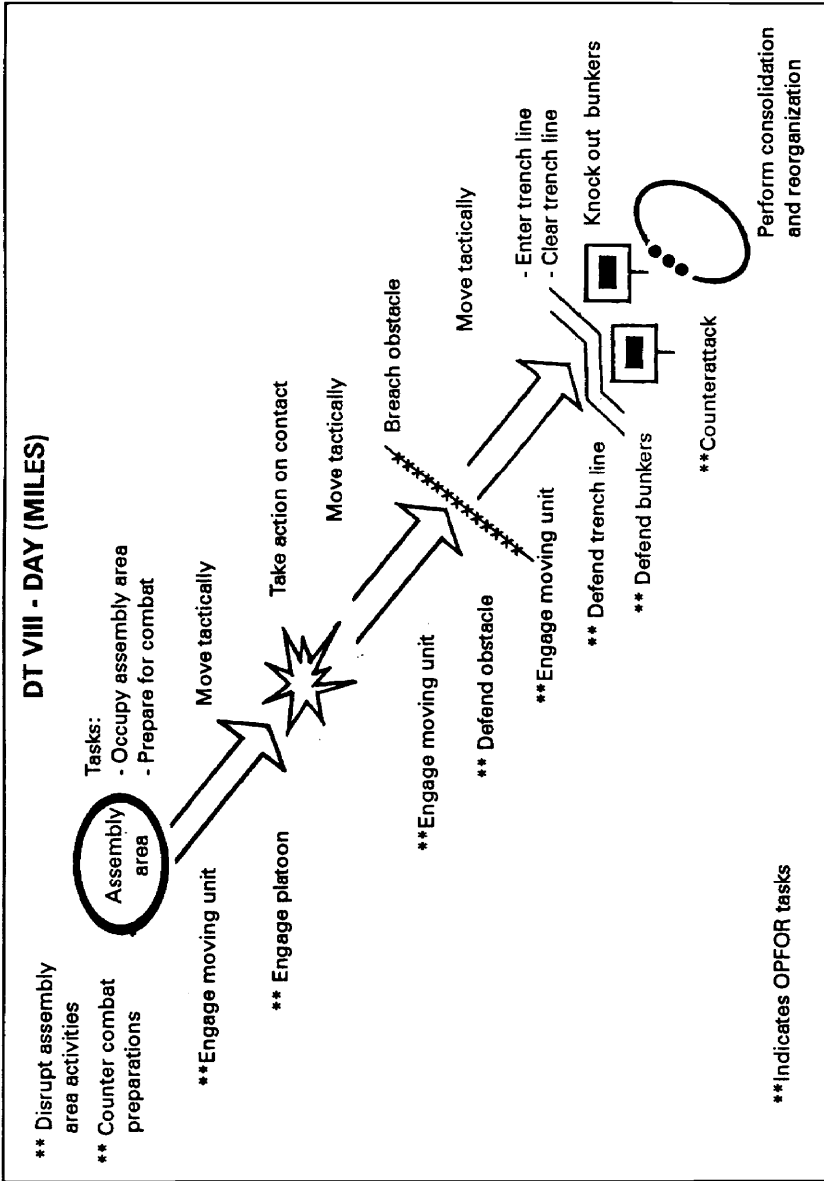 DT VIII - DAY (MILES)
** Disrupt assembly
area activities
** Counter combat
preparations
Assembly
area
Tasks:
- Occupy assembly area
- Prepare for combat
**Engage moving unit
Move tactically
** Engage platoon
Take action on contact
Move tactically
**Engage moving unit
Breach obstacle
** Defend obstacle
Move tactically
**Engage moving unit
- Enter trench line
- Clear trench line
** Defend trench line
Knock out bunkers
** Defend bunkers
**Counterattack
Perform consolidation
and reorganization
**Indicates OPFOR tasks